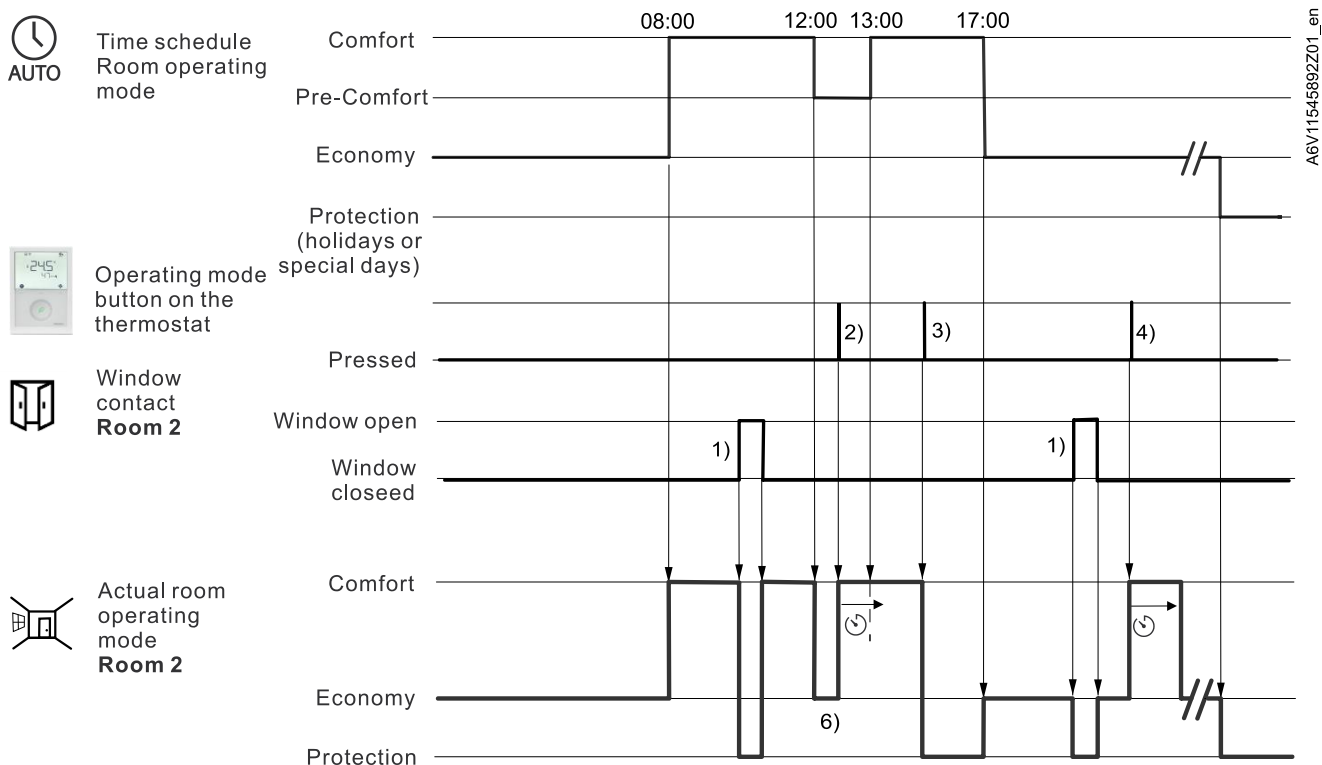 08:00 12:00 13:00 17:00
A6V11545892Z01_en
AUTO
Time schedule
Room operating
mode
Comfort
Pre-Comfort
Economy
Protection
(holidays or
special days)
Operating mode
button on the
thermostat
2) 3) 4)
Pressed
Window
contact
Room 2
Window open
1) 1)
Window
closeed
Actual room
operating
mode
Room 2
Comfort
Economy
6)
Protection